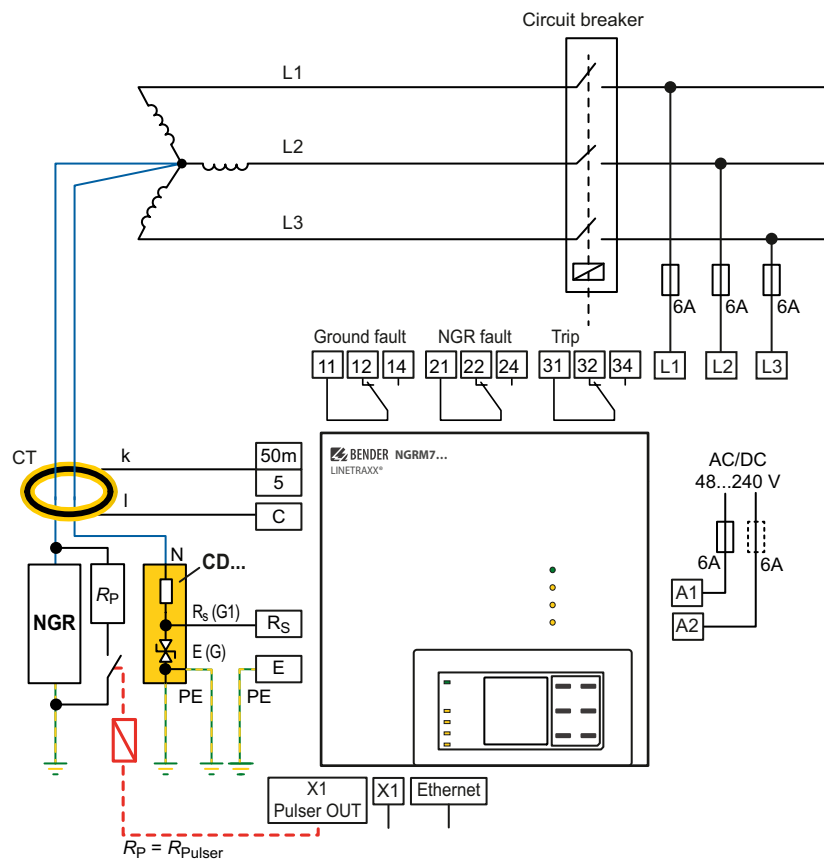 Circuit breaker
L1
L2
L3
6A
6A
6A
Ground fault
NGR fault
Trip
11
12
14
21
22
24
31
32
34
L1
L2
L3
CT
k
l
50m
5
C
BENDER NGRM7...
LINETRAXX®
AC/DC
48...240 V
6A
6A
A1
A2
N
CD...
NGR
RP
Rs (G1)
RS
E (G)
E
PE
PE
X1
Pulser OUT
X1
Ethernet
RP = RPulser